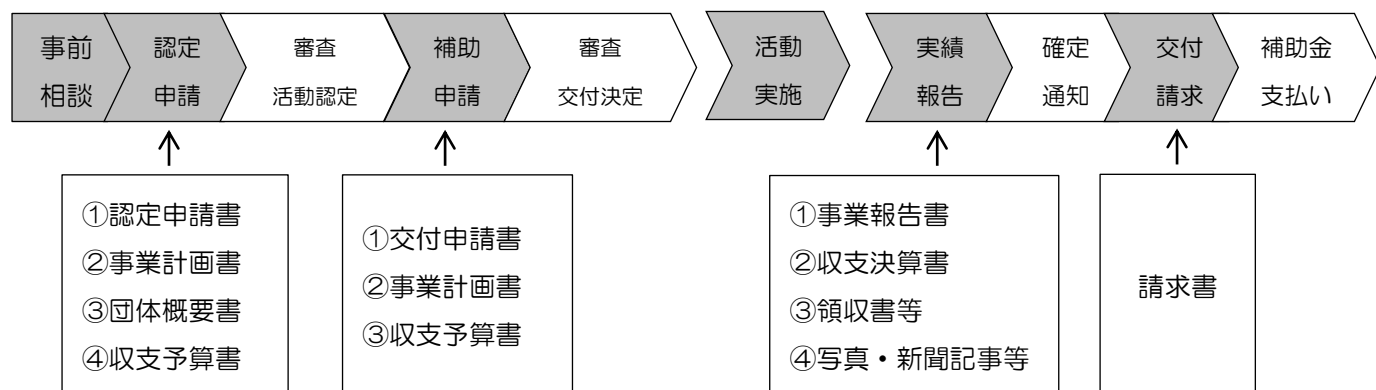 事前
相談
認定
申請
審査
活動認定
補助
申請
審査
交付決定
活動
実施
実績
報告
確定
通知
交付
請求
補助金
支払い
①認定申請書
②事業計画書
③団体概要書
④収支予算書
①交付申請書
②事業計画書
③収支予算書
①事業報告書
②収支決算書
③領収書等
④写真・新聞記事等
請求書